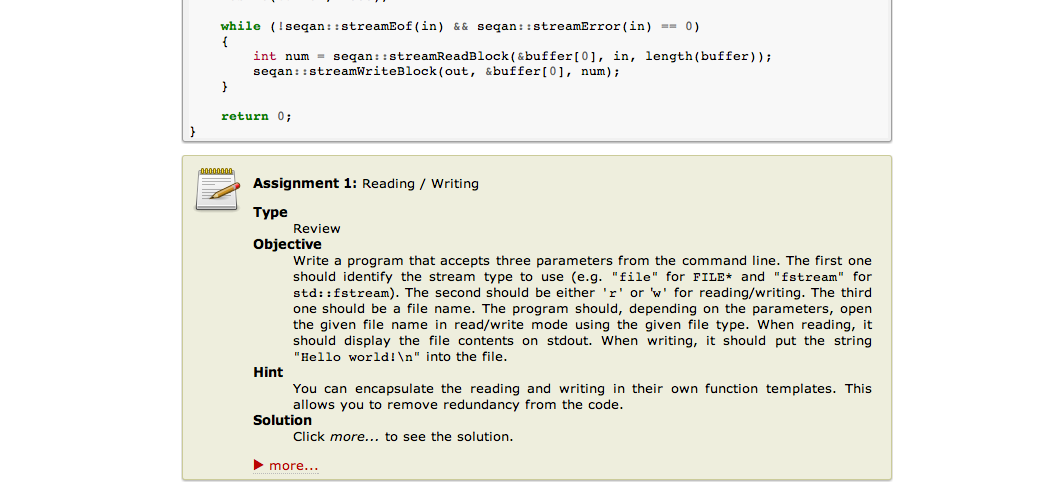 while (!seqan::streamEof(in) && seqan::streamError(in) == 0)
{
int num = seqan::streamReadBlock(&buffer[0], in, length(buffer));
seqan::streamWriteBlock(out, &buffer[0], num);
}
return 0;
}
Assignment 1: Reading / Writing
Type
Review
Objective
Write a program that accepts three parameters from the command line. The first one
should identify the stream type to use (e.g. "file" for FILE* and "fstream" for
std::fstream). The second should be either 'r' or 'w' for reading/writing. The third
one should be a file name. The program should, depending on the parameters, open
the given file name in read/write mode using the given file type. When reading, it
should display the file contents on stdout. When writing, it should put the string
"Hello world!\n" into the file.
Hint
You can encapsulate the reading and writing in their own function templates. This
allows you to remove redundancy from the code.
Solution
Click more... to see the solution.
more...